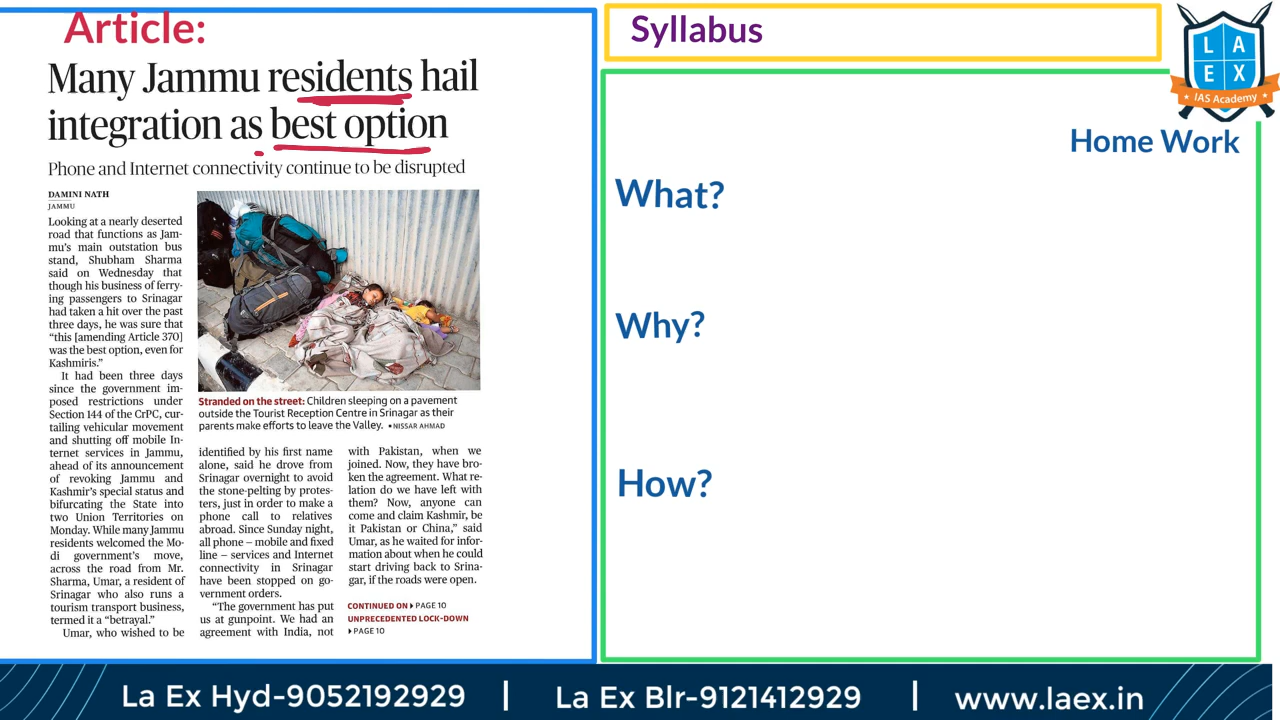 Article:
Many Jammu residents hail
integration as best option
Phone and Internet connectivity continue to be disrupted
DAMINI NATH
JAMMU
Looking at a nearly deserted
road that functions as Jam-
mu's main outstation bus
stand, Shubham Sharma
said on Wednesday that
though his business of ferry-
ing passengers to Srinagar
had taken a hit over the past
three days, he was sure that
"this [amending Article 370]
was the best option, even for
Kashmiris."
It had been three days
since the government im-
posed restrictions under
Section 144 of the CrPC, cur-
tailing vehicular movement
and shutting off mobile In-
ternet services in Jammu,
ahead of its announcement
of revoking Jammu and
Kashmir's special status and
bifurcating the State into
two Union Territories on
Monday. While many Jammu
residents welcomed the Mo-
di government's move,
across the road from Mr.
Sharma, Umar, a resident of
Srinagar who also runs a
tourism transport business,
termed it a "betrayal."
Umar, who wished to be
Stranded on the street: Children sleeping on a pavement
outside the Tourist Reception Centre in Srinagar as their
parents make efforts to leave the Valley. • NISSAR AHMAD
identified by his first name
alone, said he drove from
Srinagar overnight to avoid
the stone-pelting by protes-
ters, just in order to make a
phone call to relatives
abroad. Since Sunday night,
all phone – mobile and fixed
line – services and Internet
connectivity in Srinagar
have been stopped on go-
vernment orders.
"The government has put
us at gunpoint. We had an
agreement with India, not
with Pakistan, when we
joined. Now, they have bro-
ken the agreement. What re-
lation do we have left with
them? Now, anyone can
come and claim Kashmir, be
it Pakistan or China," said
Umar, as he waited for infor-
mation about when he could
start driving back to Srina-
gar, if the roads were open.
CONTINUED ON PAGE 10
UNPRECEDENTED LOCK-DOWN
PAGE 10
Syllabus
L A
E X
IAS Academy
Home Work
What?
Why?
How?
La Ex Hyd-9052192929 | La Ex Blr-9121412929 | www.laex.in